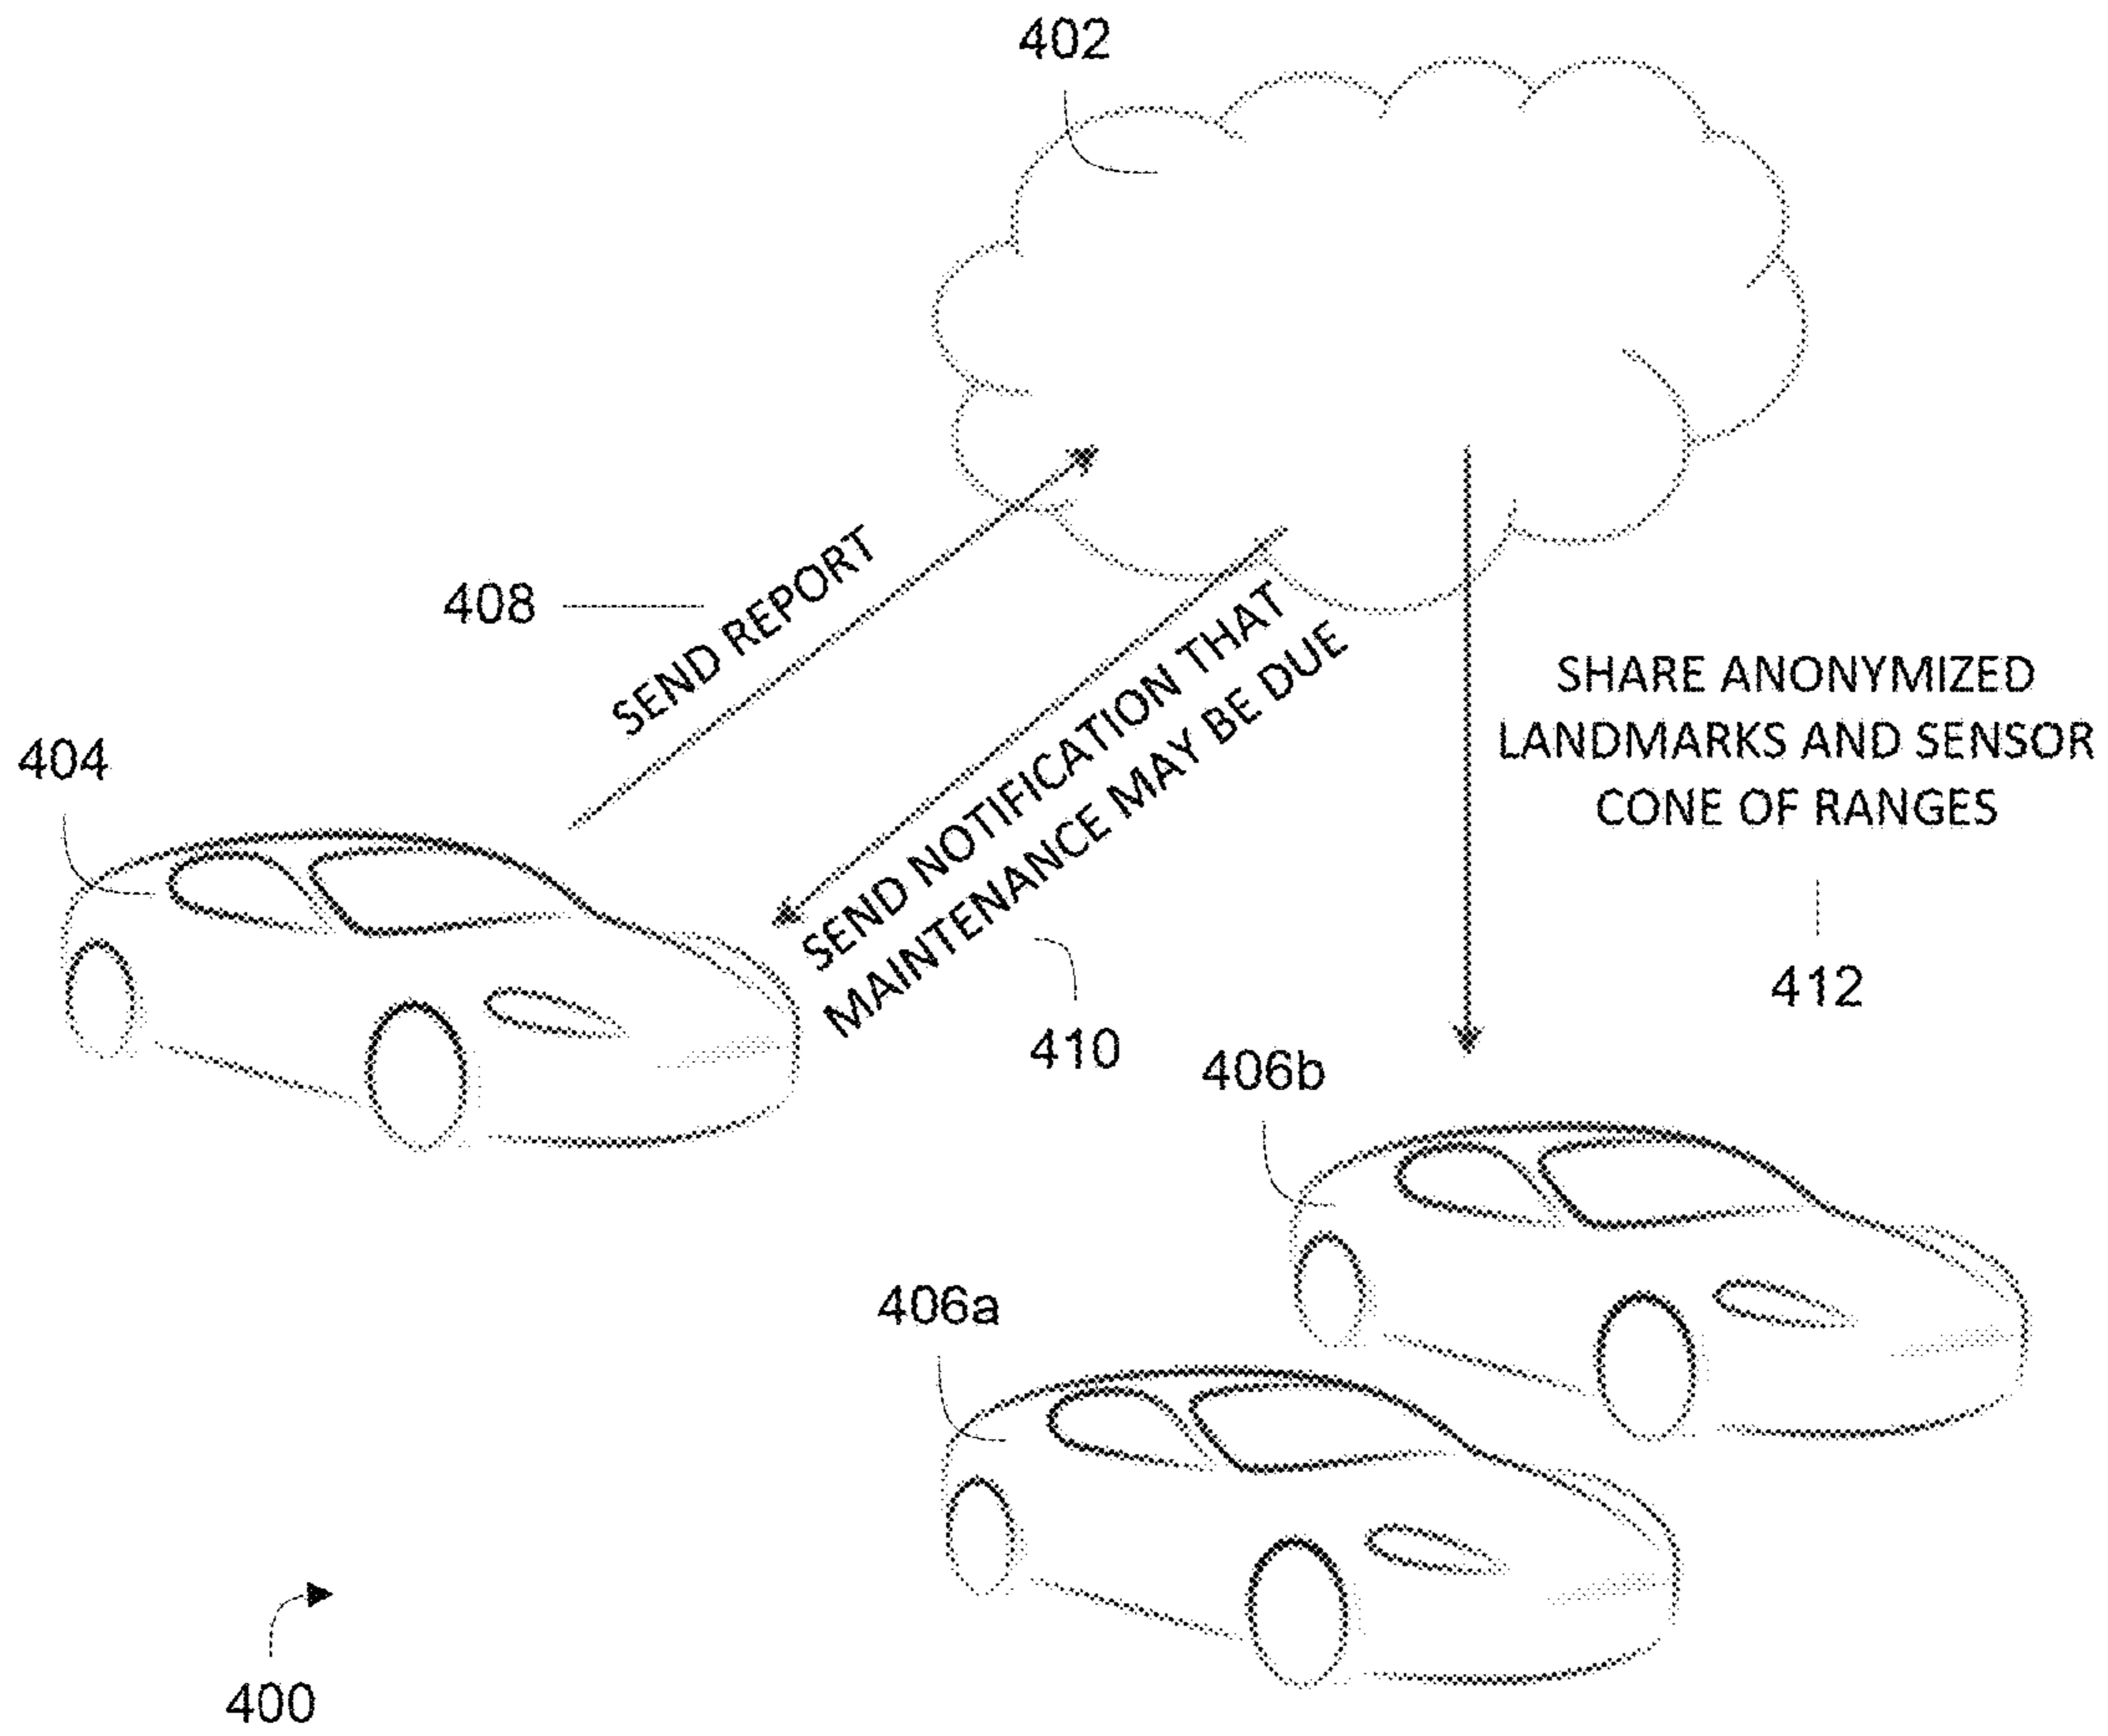 402
408
SEND REPORT
SEND NOTIFICATION THAT
MAINTENANCE MAY BE DUE
SHARE ANONYMIZED
LANDMARKS AND SENSOR
CONE OF RANGES
404
412
410
406b
406a
400